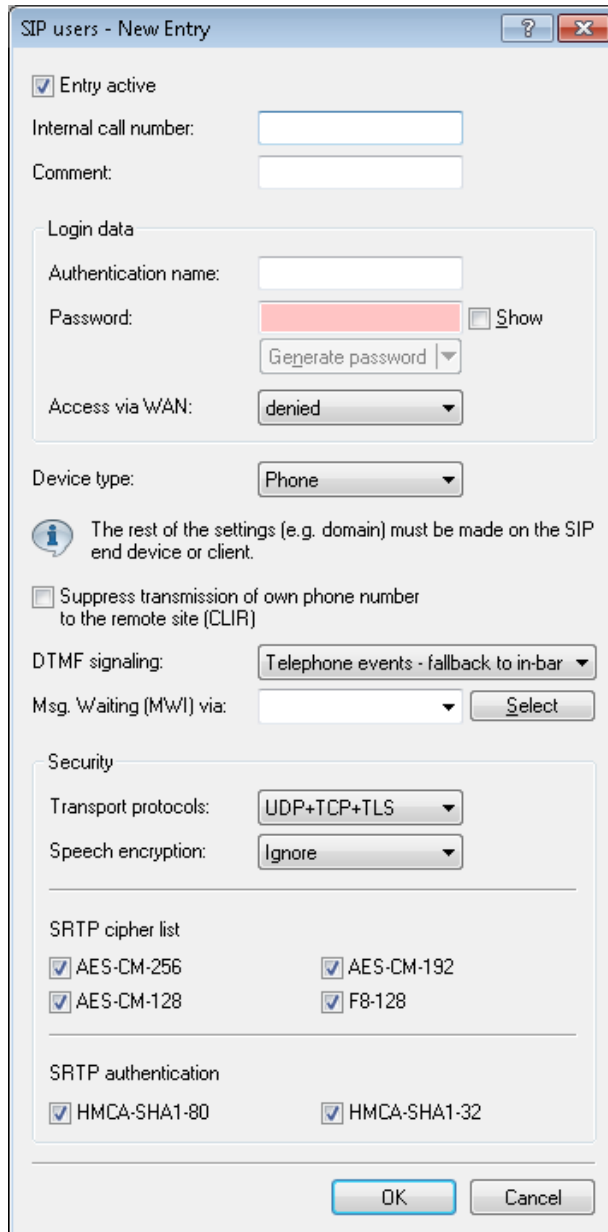 SIP users - New Entry
?
Entry active
Internal call number:
Comment:
Login data
Authentication name:
Password:
Show
Generate password
Access via WAN:
denied
Device type:
Phone
The rest of the settings (e.g. domain) must be made on the SIP
end device or client.
Suppress transmission of own phone number
to the remote site (CLIR)
DTMF signaling:
Telephone events - fallback to in-bar
Msg. Waiting (MWI) via:
Select
Security
Transport protocols:
UDP+TCP+TLS
Speech encryption:
Ignore
SRTP cipher list
AES-CM-256
AES-CM-192
AES-CM-128
F8-128
SRTP authentication
HMCA-SHA1-80
HMCA-SHA1-32
OK
Cancel